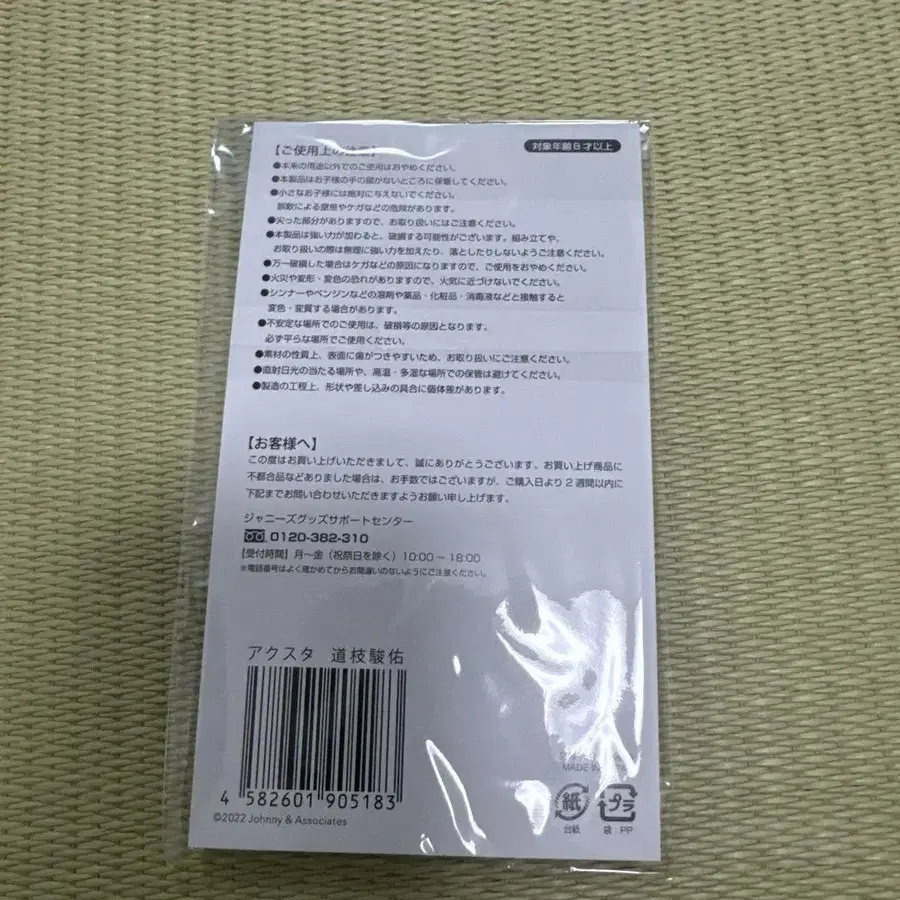 【ご使用上の注意】
対象年齢8才以上
●本来の用途以外でのご使用はおやめください。
●本製品はお子様の手の届かないところに保管してください。
●小さなお子様には絶対に与えないでください。
誤飲による窒息やケガなどの危険があります。
●尖った部分がありますので、お取り扱いにはご注意ください。
●本製品は強い力が加わると、破損する可能性がございます。組み立てや、
お取り扱いの際は無理に強い力を加えたり、落としたりしないようご注意ください。
●万一破損した場合はケガなどの原因になりますので、ご使用をおやめください。
●火災や変形・変色の恐れがありますので、火気に近づけないでください。
●シンナーやベンジンなどの溶剤や薬品・化粧品・消毒液などと接触すると
変色・変質する場合があります。
●不安定な場所でのご使用は、破損等の原因となります。
必ず平らな場所でご使用ください。
●素材の性質上、表面に傷がつきやすいため、お取り扱いにご注意ください。
●直射日光の当たる場所や、高温・多湿な場所での保管は避けてください。
●製造の工程上、形状や差し込みの具合に個体差があります。
【お客様へ】
この度はお買い上げいただきまして、誠にありがとうございます。お買い上げ商品に
不都合品などありました場合は、お手数ではございますが、ご購入日より2週間以内に
下記までお問い合わせいただきますようお願い申し上げます。
ジャニーズグッズサポートセンター
0120-382-310
【受付時間】月〜金（祝祭日を除く）10:00〜18:00
※電話番号はよく確かめてからお間違いのないようにご注意ください。
アクスタ 道枝駿佑
4 582601 905183
©2022 Johnny & Associates
MADE IN
紙
台紙
プラ
袋：PP